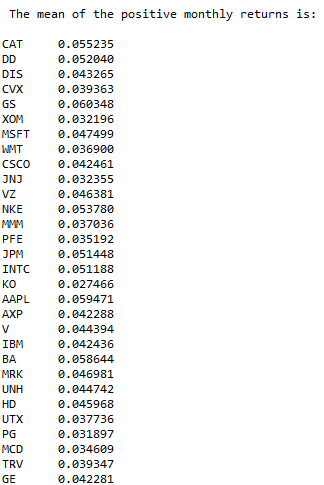 The mean of the positive monthly returns is:
CAT 0.055235
DD 0.052040
DIS 0.043265
CVX 0.039363
GS 0.060348
XOM 0.032196
MSFT 0.047499
WMT 0.036900
CSCO 0.042461
JNJ 0.032355
VZ 0.046381
NKE 0.053780
MMM 0.037036
PFE 0.035192
JPM 0.051448
INTC 0.051188
KO 0.027466
AAPL 0.059471
AXP 0.042288
V 0.044394
IBM 0.042436
BA 0.058644
MRK 0.046981
UNH 0.044742
HD 0.045968
UTX 0.037736
PG 0.031897
MCD 0.034609
TRV 0.039347
GE 0.042281